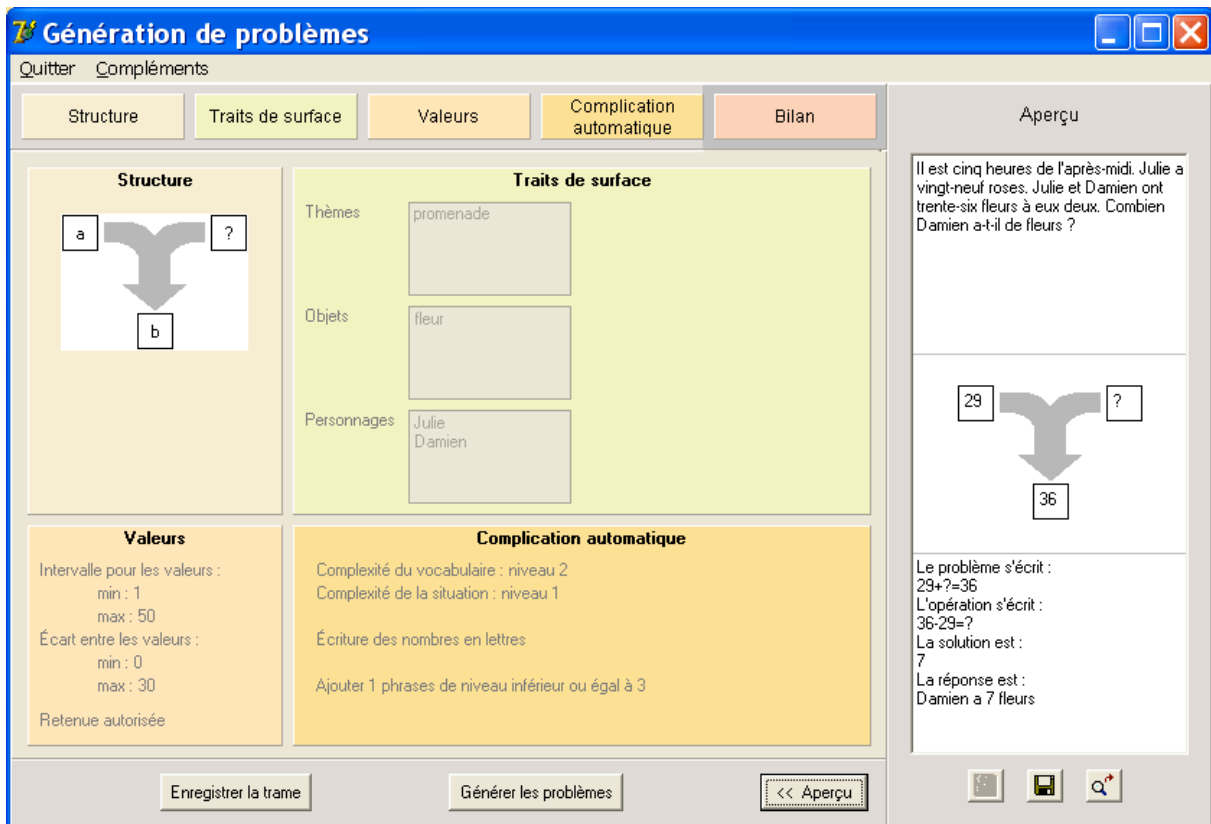 Génération de problèmes
Quitter Compléments
Structure
Traits de surface
Valeurs
Complication
automatique
Bilan
Structure
a
?
b
Traits de surface
Thèmes
promenade
Objets
fleur
Personnages
Julie
Damien
Valeurs
Intervalle pour les valeurs :
min : 1
max : 50
Écart entre les valeurs :
min : 0
max : 30
Retenue autorisée
Complication automatique
Complexité du vocabulaire : niveau 2
Complexité de la situation : niveau 1
Écriture des nombres en lettres
Ajouter 1 phrases de niveau inférieur ou égal à 3
Enregistrer la trame
Générer les problèmes
<< Aperçu
Aperçu
Il est cinq heures de l'après-midi. Julie a
vingt-neuf roses. Julie et Damien ont
trente-six fleurs à eux deux. Combien
Damien a-t-il de fleurs ?
29
?
36
Le problème s'écrit :
29+?=36
L'opération s'écrit :
36-29=?
La solution est :
7
La réponse est :
Damien a 7 fleurs